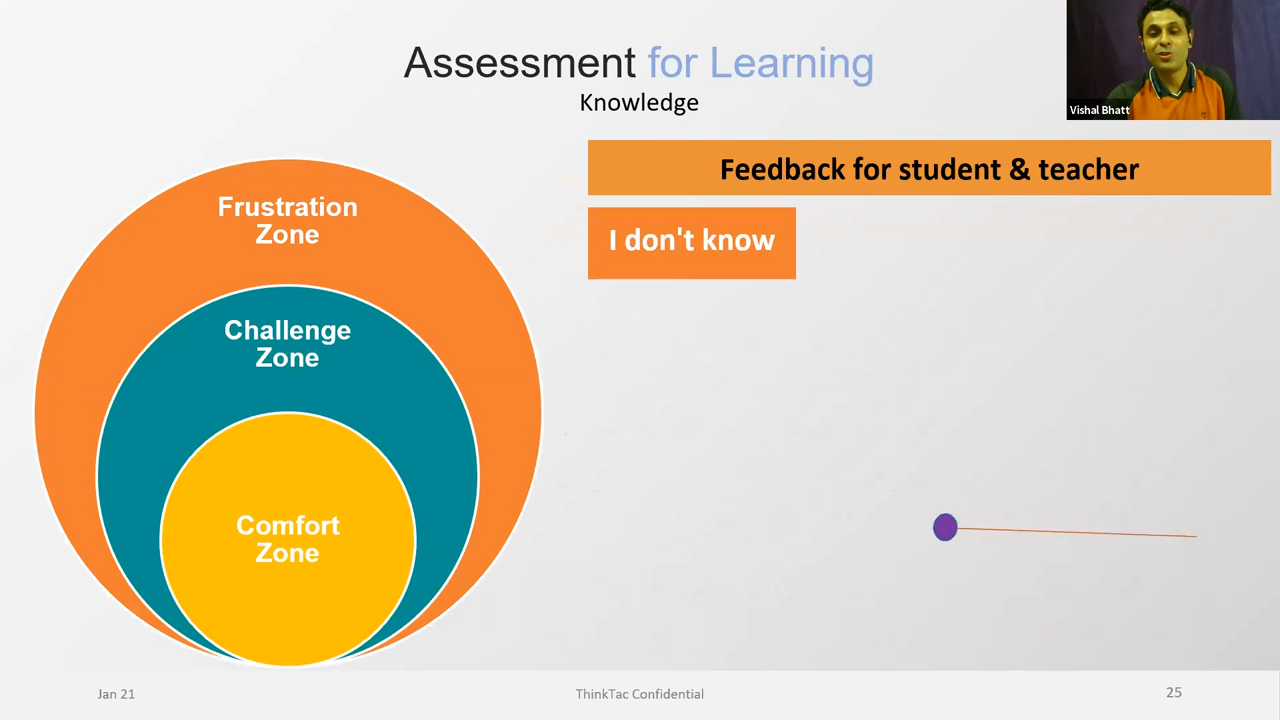 Assessment for Learning
Knowledge
Vishal Bhatt
Feedback for student & teacher
I don't know
Frustration
Zone
Challenge
Zone
Comfort
Zone
Jan 21
ThinkTac Confidential
25